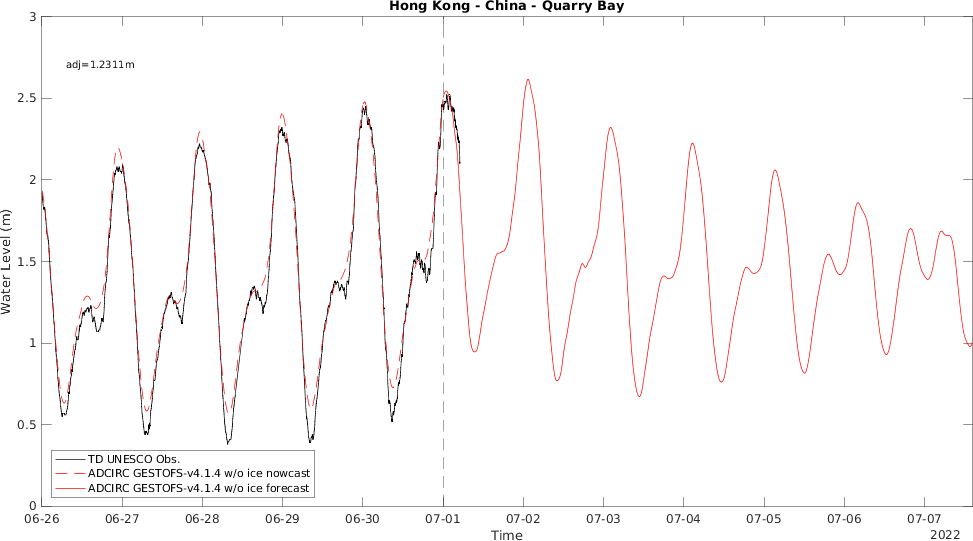 Hong Kong - China - Quarry Bay
adj=1.2311m
Water Level (m)
3
2.5
2
1.5
1
0.5
0
TD UNESCO Obs.
ADCIRC GESTOFS-v4.1.4 w/o ice nowcast
ADCIRC GESTOFS-v4.1.4 w/o ice forecast
06-26 06-27 06-28 06-29 06-30 07-01 07-02 07-03 07-04 07-05 07-06 07-07
Time
2022